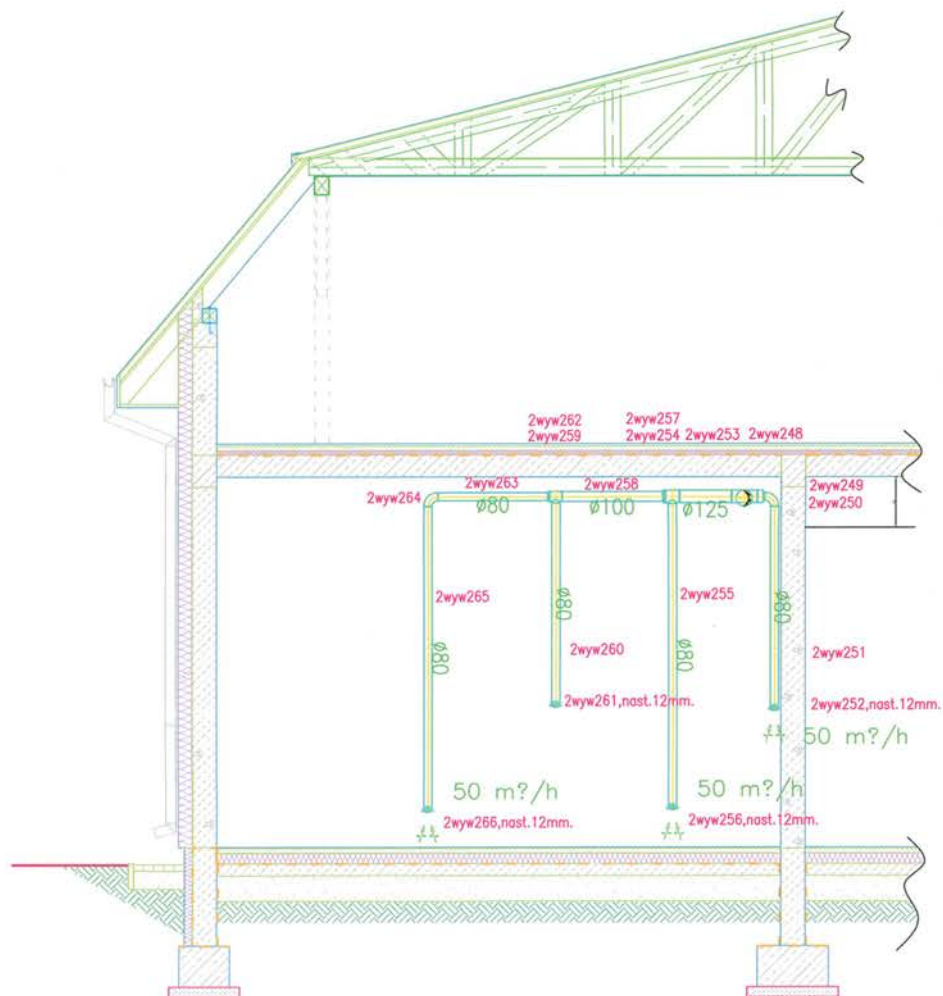 2wyw262
2wyw257
2wyw259
2wyw254
2wyw253
2wyw248
2wyw263
2wyw258
2wyw249
2wyw264
2wyw250
ø80
ø100
ø125
2wyw265
2wyw255
ø80
ø80
2wyw260
2wyw251
ø80
ø80
2wyw261,nast.12mm.
2wyw252,nast.12mm.
50 m?/h
50 m?/h
50 m?/h
2wyw266,nast.12mm.
2wyw256,nast.12mm.